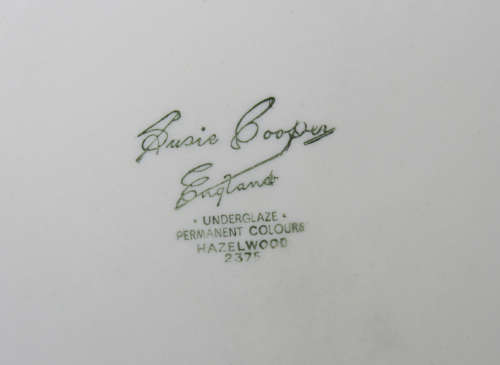 Susie Cooper
England
· UNDERGLAZE ·
PERMANENT COLOURS
HAZELWOOD
2375